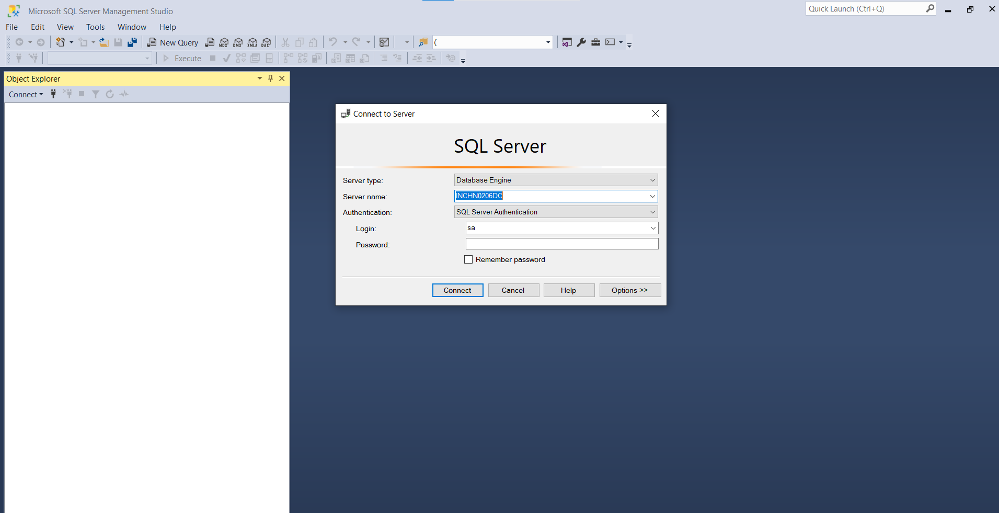 Microsoft SQL Server Management Studio
Quick Launch (Ctrl+Q)
File Edit View Tools Window Help
New Query MDX DMX XMLA DAX (
Execute
Object Explorer
Connect
Connect to Server
SQL Server
Server type: Database Engine
Server name: INCHN0206DC
Authentication: SQL Server Authentication
Login: sa
Password:
Remember password
Connect Cancel Help Options >>